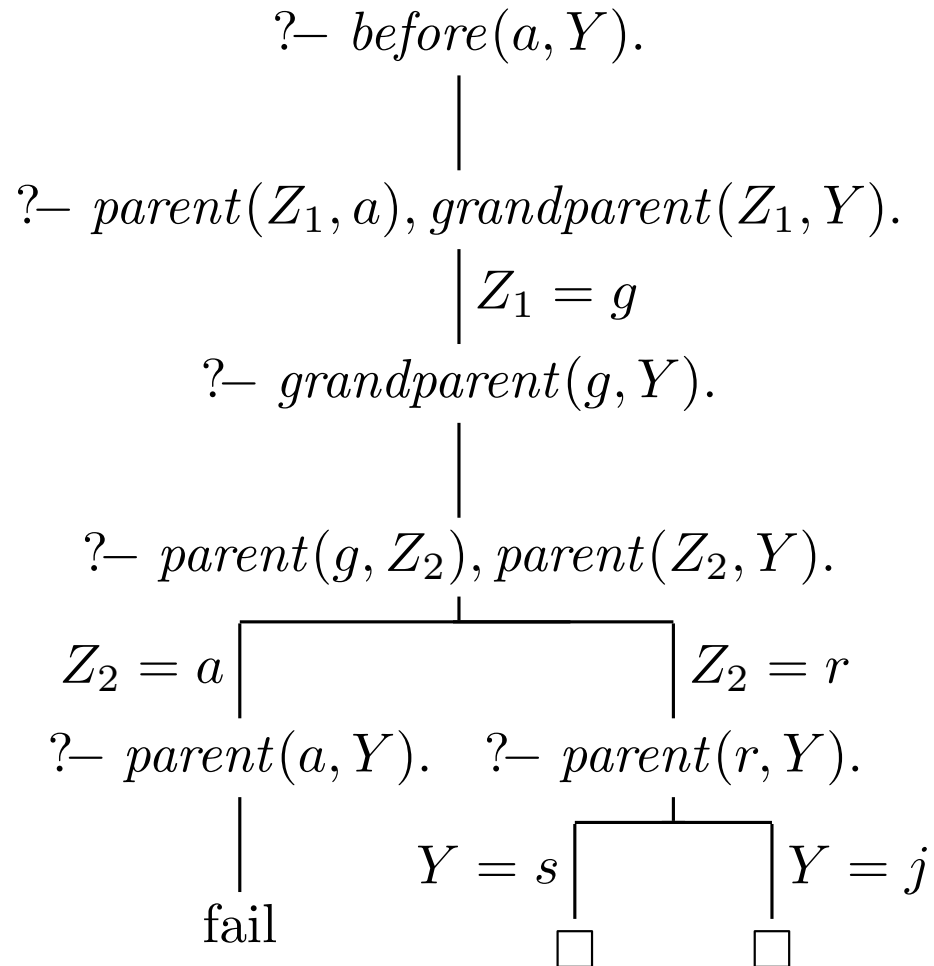 ?– before(a, Y).
?– parent(Z₁, a), grandparent(Z₁, Y).
Z₁ = g
?– grandparent(g, Y).
?– parent(g, Z₂), parent(Z₂, Y).
Z₂ = a Z₂ = r
?– parent(a, Y). ?– parent(r, Y).
Y = s Y = j
fail □ □